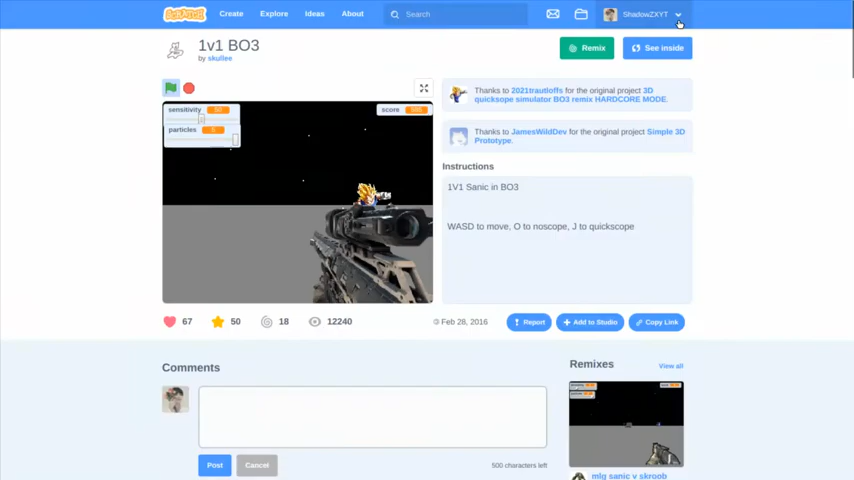 SCRATCH Create Explore Ideas About Search ShadowZXYT
1v1 BO3
by skullee
Remix See inside
sensitivity
particles
score
Thanks to 2021trautloffs for the original project 3D
quicksope simulator BO3 remix HARDCORE MODE.
Thanks to JamesWildDev for the original project Simple 3D
Prototype.
Instructions
1V1 Sanic in BO3
WASD to move, O to noscope, J to quickscope
67 50 18 12240 © Feb 28, 2016 Report Add to Studio Copy Link
Comments
Post Cancel 500 characters left
Remixes View all
mlg sanic v skroob